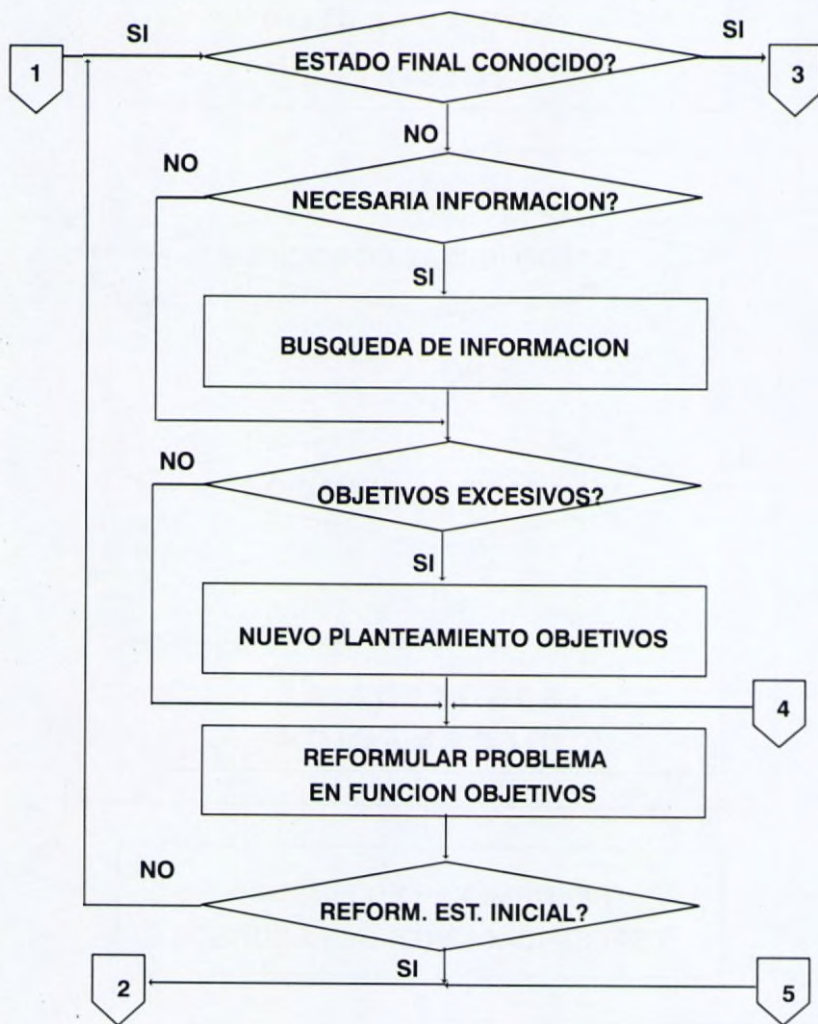 SI
SI
1
ESTADO FINAL CONOCIDO?
3
NO
NO
NECESARIA INFORMACION?
SI
BUSQUEDA DE INFORMACION
NO
OBJETIVOS EXCESIVOS?
SI
NUEVO PLANTEAMIENTO OBJETIVOS
4
REFORMULAR PROBLEMA
EN FUNCION OBJETIVOS
NO
REFORM. EST. INICIAL?
SI
2
5